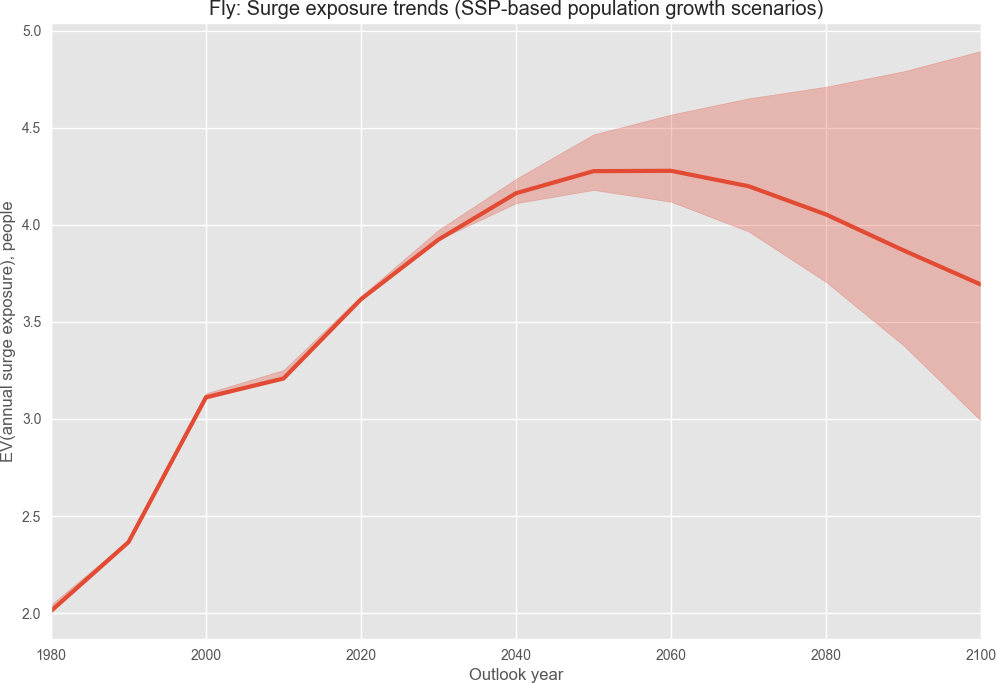 Fly: Surge exposure trends (SSP-based population growth scenarios)
EV(annual surge exposure), people
5.0
4.5
4.0
3.5
3.0
2.5
2.0
1980 2000 2020 2040 2060 2080 2100
Outlook year